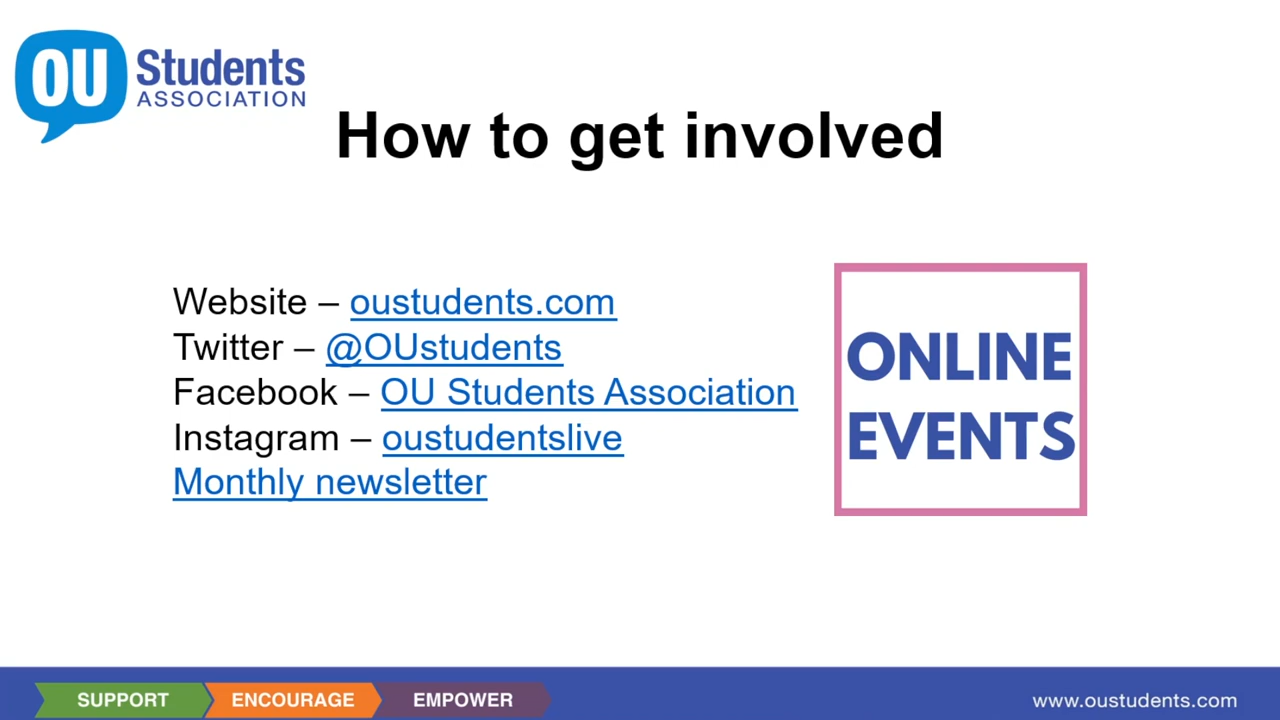 OU Students
ASSOCIATION
How to get involved
Website – oustudents.com
Twitter – @OUstudents
Facebook – OU Students Association
Instagram – oustudentslive
Monthly newsletter
ONLINE
EVENTS
SUPPORT ENCOURAGE EMPOWER www.oustudents.com